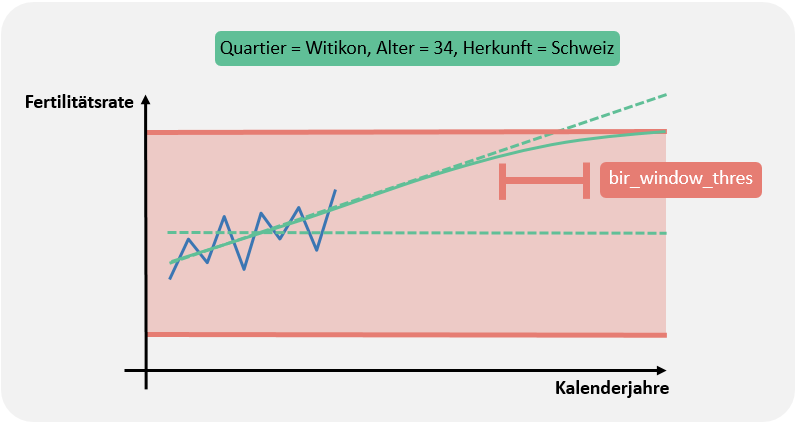 Quartier = Witikon, Alter = 34, Herkunft = Schweiz
Fertilitätsrate
bir_window_thres
Kalenderjahre